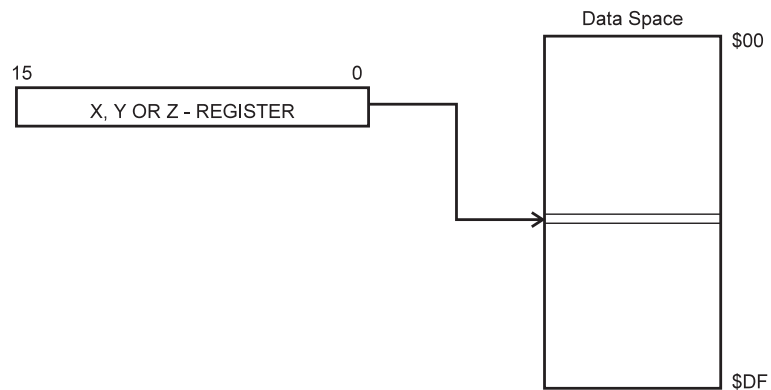 Data Space
$00
15 0
X, Y OR Z - REGISTER
$DF